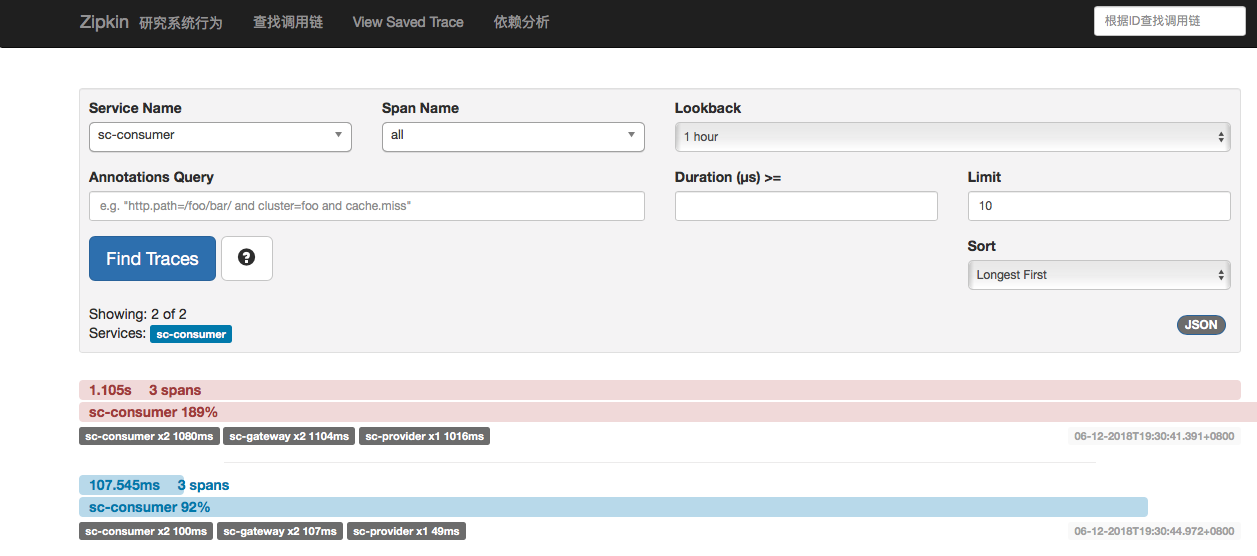 Zipkin 研究系统行为 查找调用链 View Saved Trace 依赖分析 根据ID查找调用链
Service Name Span Name Lookback
sc-consumer all 1 hour
Annotations Query Duration (μs) >= Limit
e.g. "http.path=/foo/bar/ and cluster=foo and cache.miss" 10
Find Traces ? Sort
Longest First
Showing: 2 of 2
Services: sc-consumer JSON
1.105s 3 spans
sc-consumer 189%
sc-consumer x2 1080ms sc-gateway x2 1104ms sc-provider x1 1016ms 06-12-2018T19:30:41.391+0800
107.545ms 3 spans
sc-consumer 92%
sc-consumer x2 100ms sc-gateway x2 107ms sc-provider x1 49ms 06-12-2018T19:30:44.972+0800